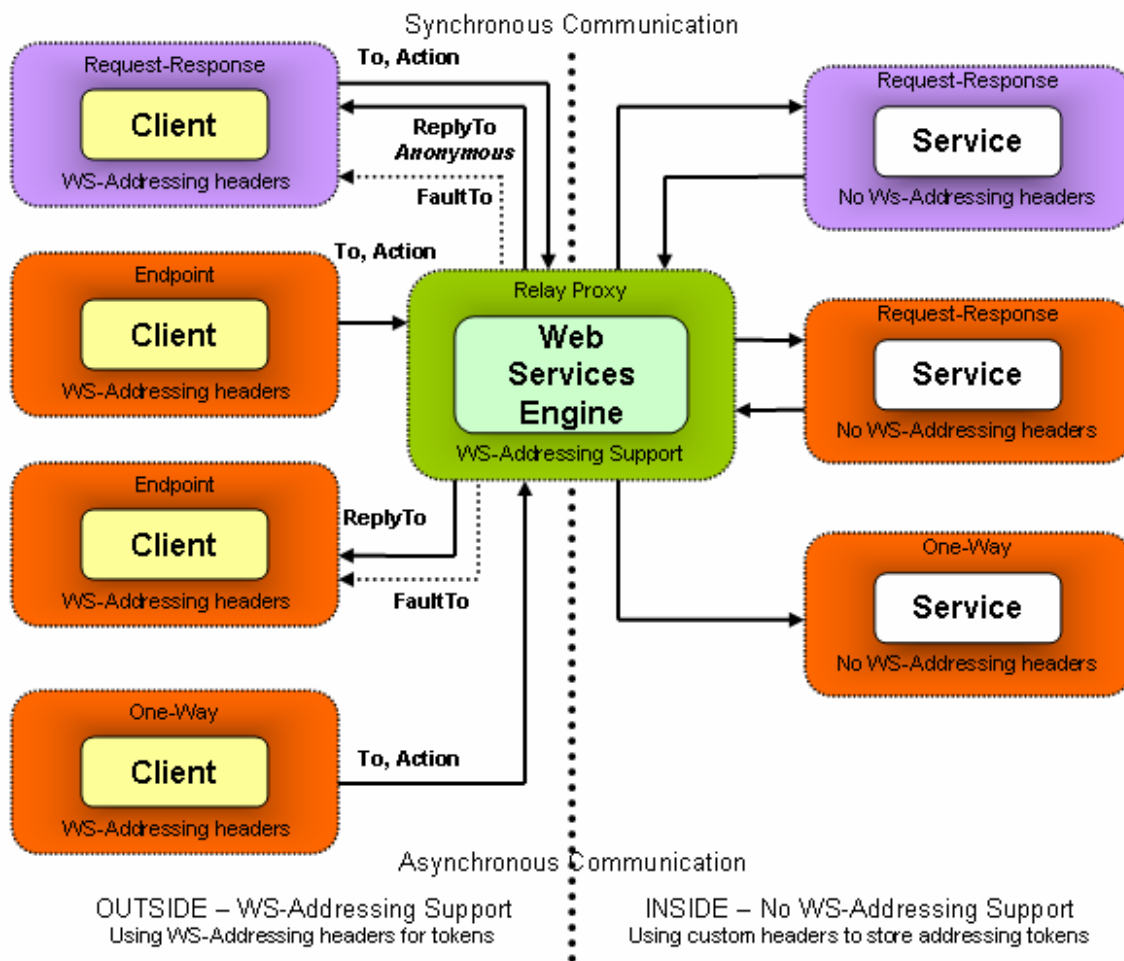 Synchronous Communication
Request-Response
Client
WS-Addressing headers
To, Action
ReplyTo
Anonymous
FaultTo
Request-Response
Service
No Ws-Addressing headers
To, Action
Endpoint
Client
WS-Addressing headers
Relay Proxy
Web
Services
Engine
WS-Addressing Support
Request-Response
Service
No WS-Addressing headers
Endpoint
Client
WS-Addressing headers
ReplyTo
FaultTo
One-Way
Service
No WS-Addressing headers
One-Way
Client
WS-Addressing headers
To, Action
Asynchronous Communication
OUTSIDE – WS-Addressing Support
Using WS-Addressing headers for tokens
INSIDE – No WS-Addressing Support
Using custom headers to store addressing tokens